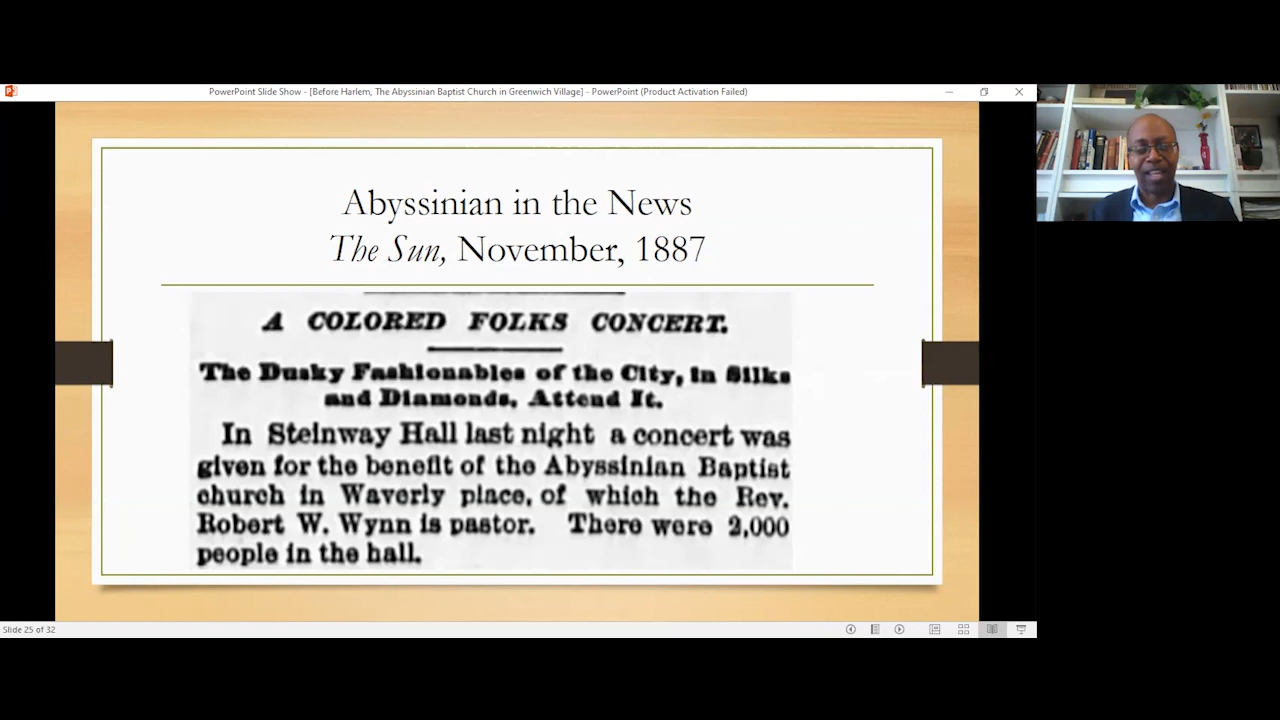 PowerPoint Slide Show - [Before Harlem, The Abyssinian Baptist Church in Greenwich Village] - PowerPoint (Product Activation Failed)
Abyssinian in the News
The Sun, November, 1887
A COLORED FOLKS CONCERT.
The Dusky Fashionables of the City, in Silks
and Diamonds, Attend It.
In Steinway Hall last night a concert was
given for the benefit of the Abyssinian Baptist
church in Waverly place, of which the Rev.
Robert W. Wynn is pastor. There were 2,000
people in the hall.
Slide 25 of 32